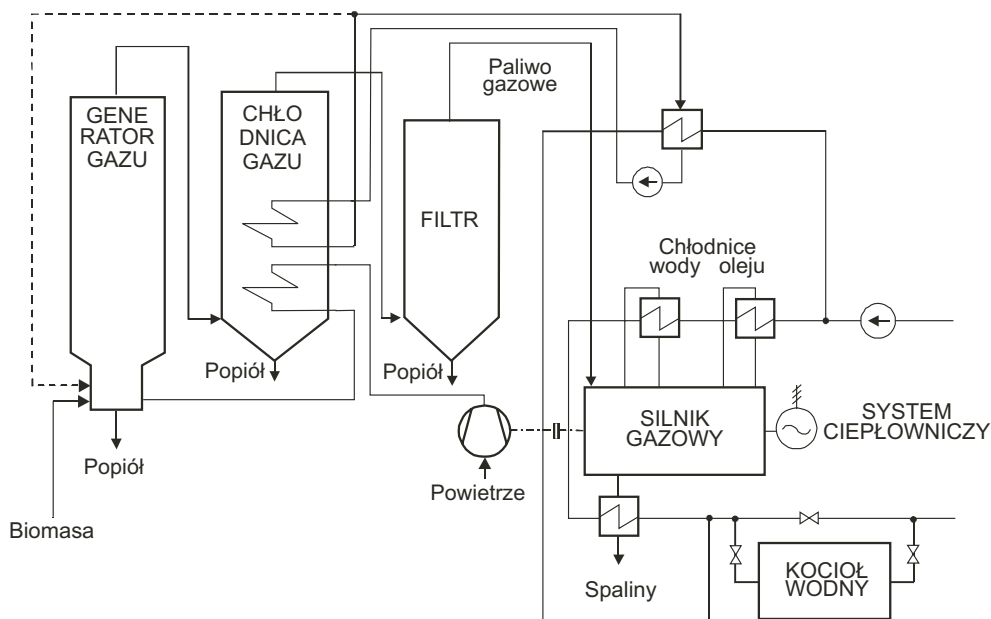 GENE
RATOR
GAZU
CHŁO
DNICA
GAZU
FILTR
Paliwo
gazowe
Chłodnice
wody oleju
Popiół
Popiół
Popiół
Biomasa
Powietrze
SILNIK
GAZOWY
SYSTEM
CIEPŁOWNICZY
Spaliny
KOCIOŁ
WODNY